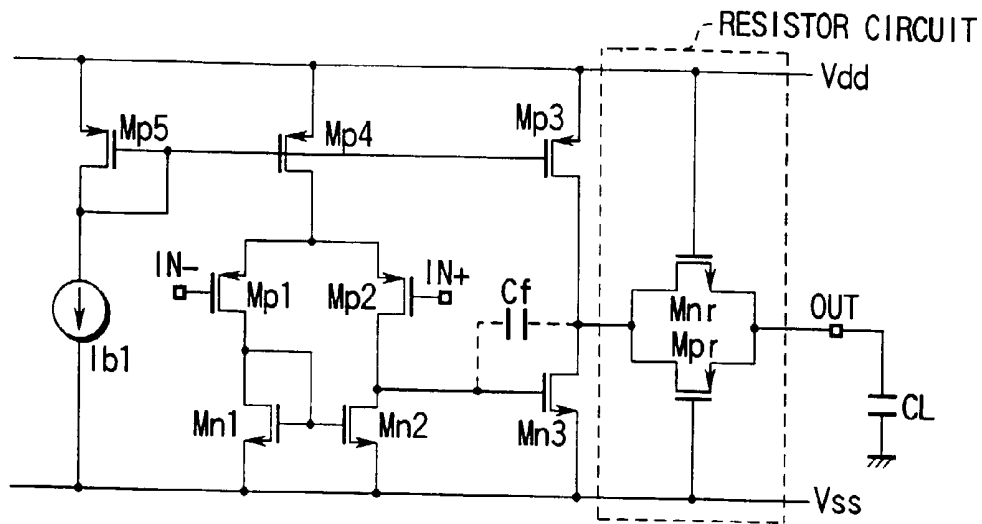 RESISTOR CIRCUIT
Vdd
Mp5
Mp4
Mp3
IN-
IN+
Mp1
Mp2
Cf
Mnr
OUT
Mpr
Ib1
CL
Mn1
Mn2
Mn3
Vss